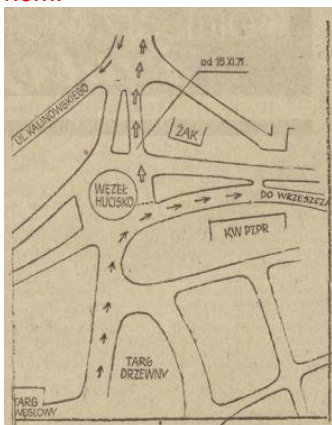 od 15.XI.71
UL. KALINOWSKIEGO
ŻAK
WĘZEŁ
HUCISKO
DO WRZESZCZA
KW PZPR
TARG
DRZEWNY
TARG
WĘGLOWY